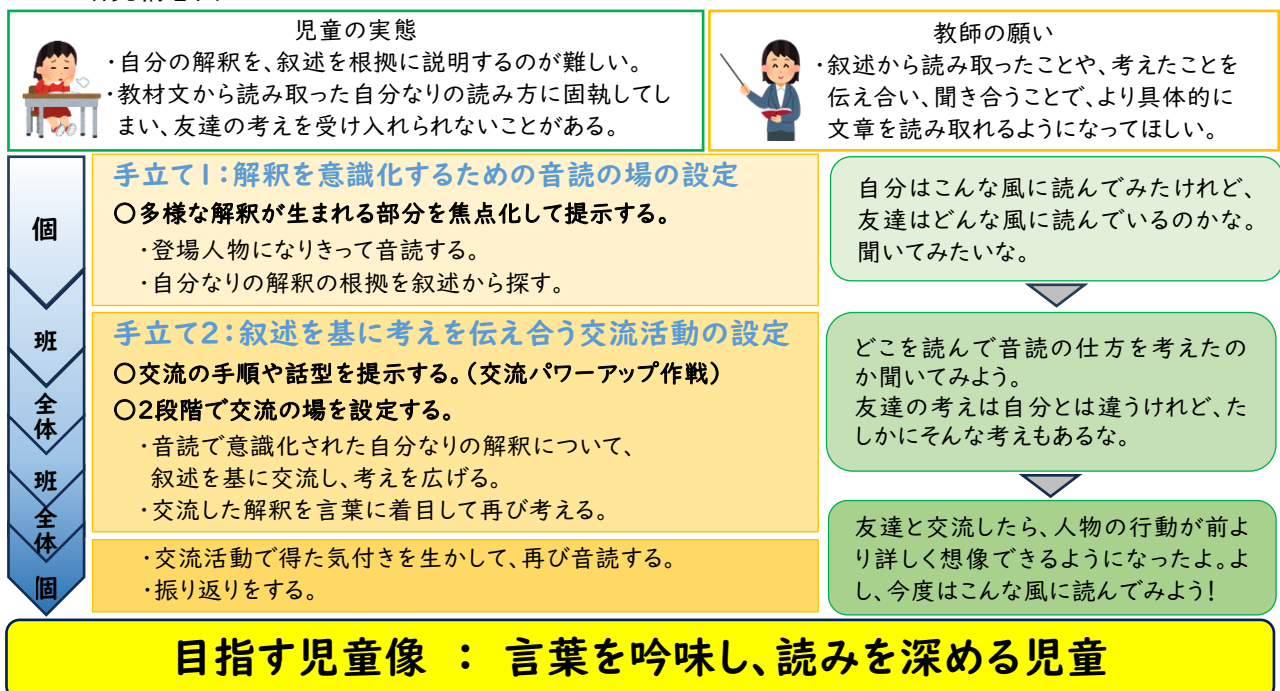 児童の実態
・自分の解釈を、叙述を根拠に説明するのが難しい。
・教材文から読み取った自分なりの読み方に固執してし
まい、友達の考えを受け入れられないことがある。
教師の願い
・叙述から読み取ったことや、考えたことを
伝え合い、聞き合うことで、より具体的に
文章を読み取れるようになってほしい。
個
手立て1：解釈を意識化するための音読の場の設定
○多様な解釈が生まれる部分を焦点化して提示する。
・登場人物になりきって音読する。
・自分なりの解釈の根拠を叙述から探す。
自分はこんな風に読んでみたけれど、
友達はどんな風に読んでいるのかな。
聞いてみたいな。
班
全体
班
全体
手立て2：叙述を基に考えを伝え合う交流活動の設定
○交流の手順や話型を提示する。（交流パワーアップ作戦）
○2段階で交流の場を設定する。
・音読で意識化された自分なりの解釈について、
叙述を基に交流し、考えを広げる。
・交流した解釈を言葉に着目して再び考える。
どこを読んで音読の仕方を考えたの
か聞いてみよう。
友達の考えは自分とは違うけれど、た
しかにそんな考えもあるな。
個
・交流活動で得た気付きを生かして、再び音読する。
・振り返りをする。
友達と交流したら、人物の行動が前よ
り詳しく想像できるようになったよ。よ
し、今度はこんな風に読んでみよう！
目指す児童像 ： 言葉を吟味し、読みを深める児童